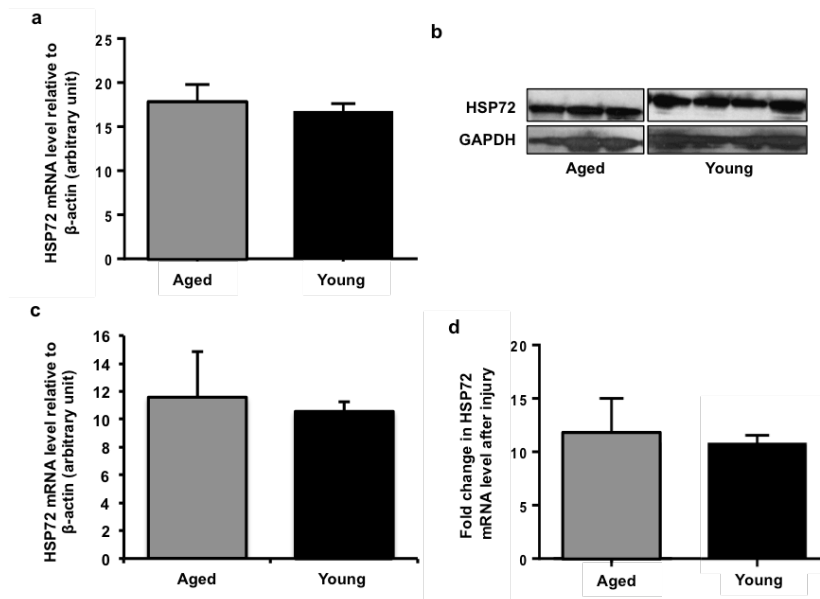 a
HSP72 mRNA level relative to
β-actin (arbitrary unit)
25
20
15
10
5
0
Aged
Young
b
HSP72
GAPDH
Aged
Young
c
HSP72 mRNA level relative to
β-actin (arbitrary unit)
16
14
12
10
8
6
4
2
0
Aged
Young
d
Fold change in HSP72
mRNA level after injury
20
15
10
5
0
Aged
Young